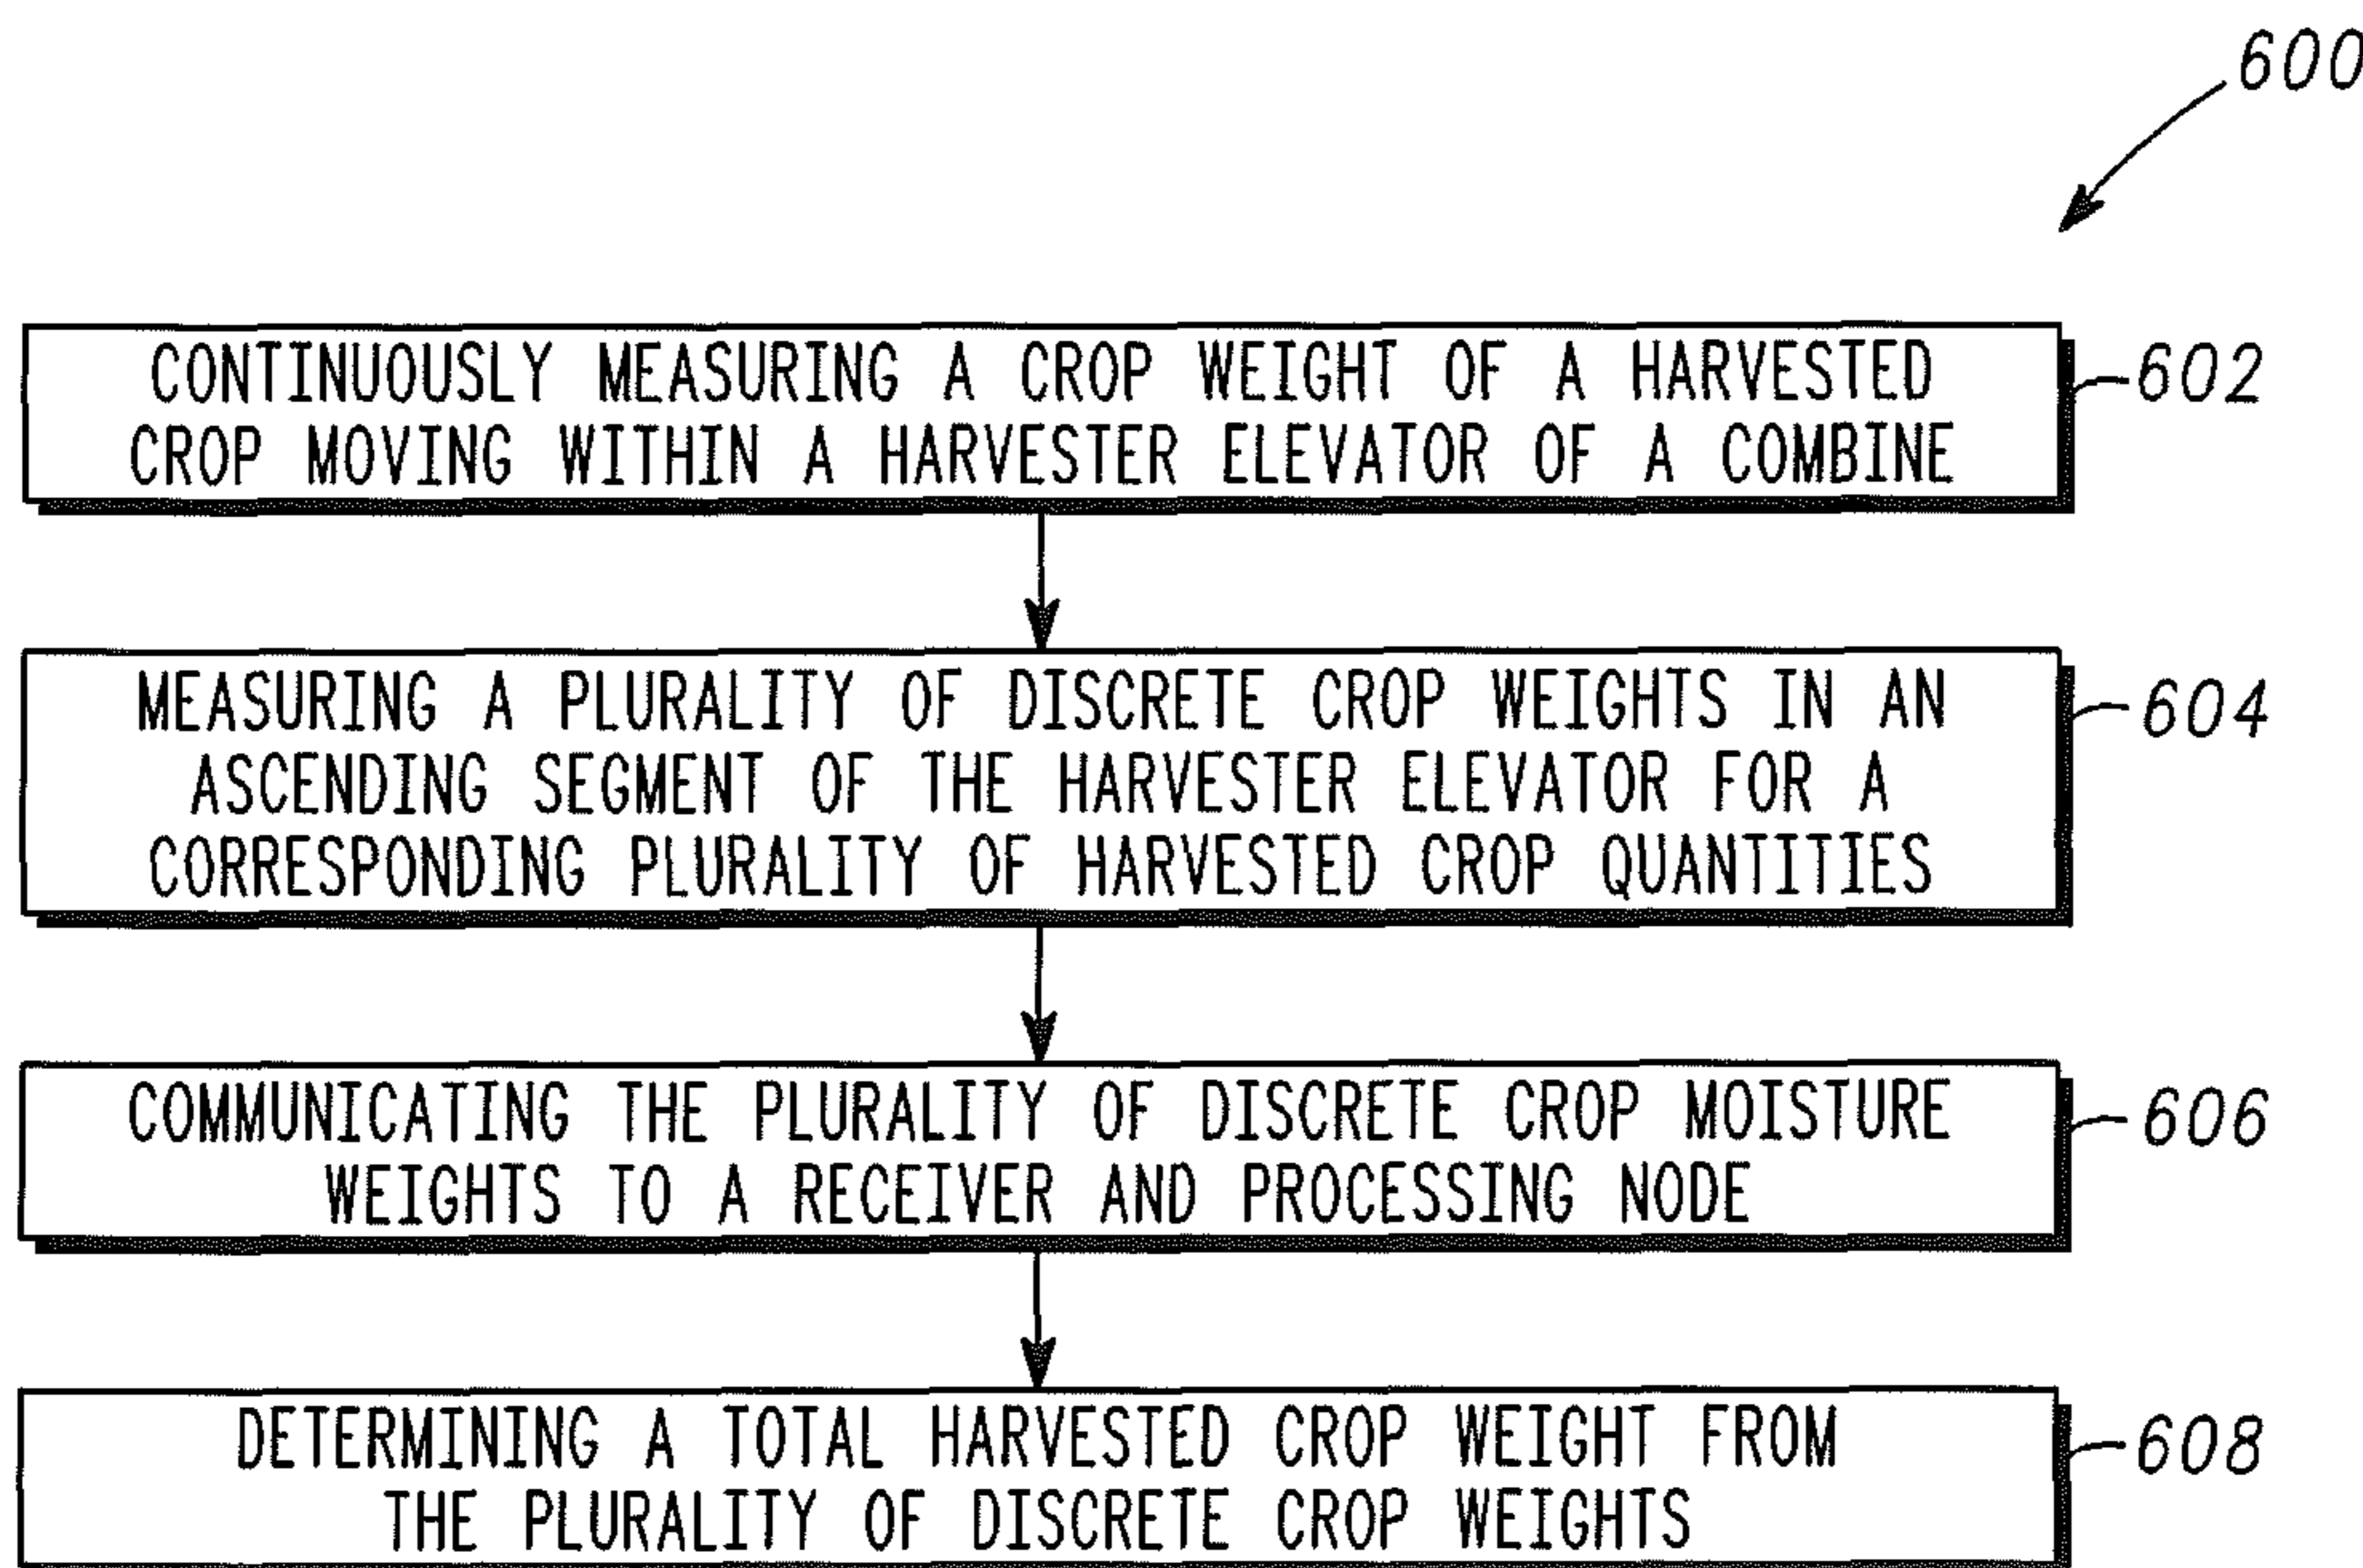 600
CONTINUOUSLY MEASURING A CROP WEIGHT OF A HARVESTED
CROP MOVING WITHIN A HARVESTER ELEVATOR OF A COMBINE
602
MEASURING A PLURALITY OF DISCRETE CROP WEIGHTS IN AN
ASCENDING SEGMENT OF THE HARVESTER ELEVATOR FOR A
CORRESPONDING PLURALITY OF HARVESTED CROP QUANTITIES
604
COMMUNICATING THE PLURALITY OF DISCRETE CROP MOISTURE
WEIGHTS TO A RECEIVER AND PROCESSING NODE
606
DETERMINING A TOTAL HARVESTED CROP WEIGHT FROM
THE PLURALITY OF DISCRETE CROP WEIGHTS
608